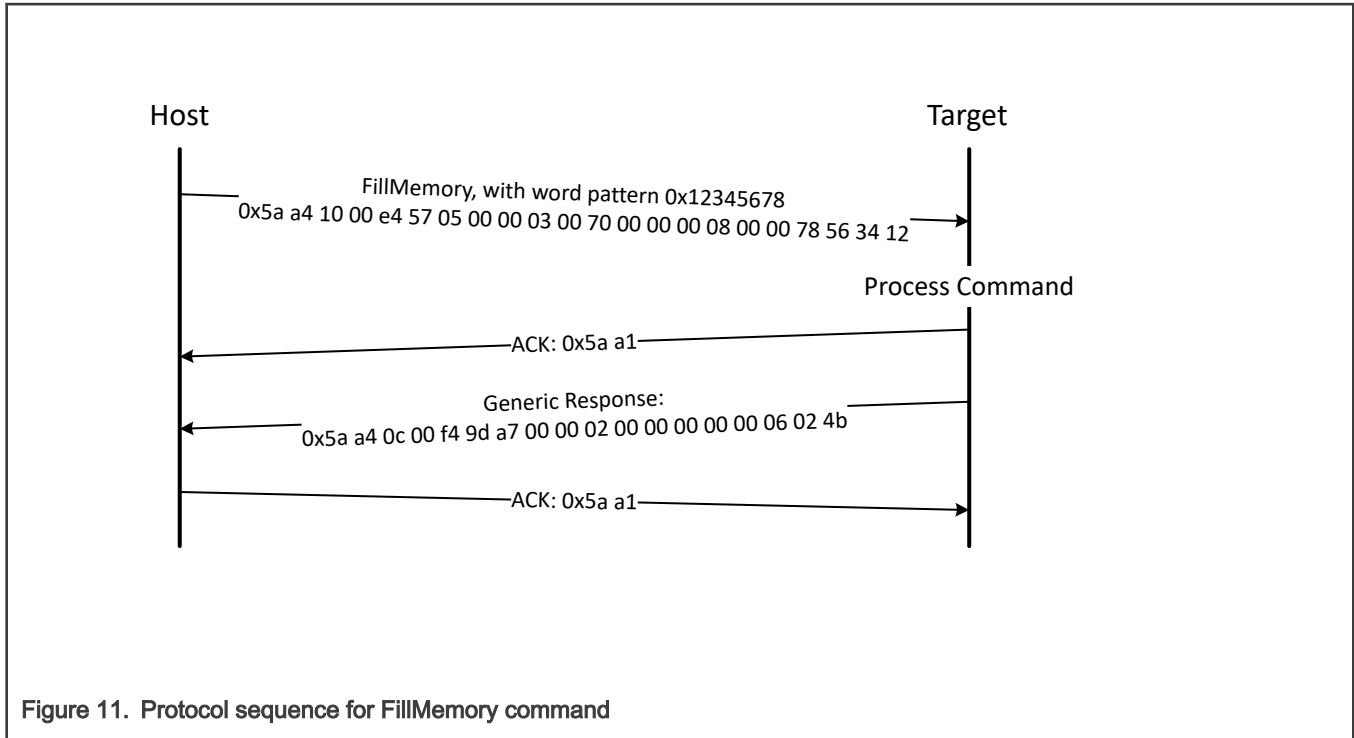 Host
Target
FillMemory, with word pattern 0x12345678
0x5a a4 10 00 e4 57 05 00 00 03 00 70 00 00 00 08 00 00 78 56 34 12
Process Command
ACK: 0x5a a1
Generic Response:
0x5a a4 0c 00 f4 9d a7 00 00 02 00 00 00 00 00 06 02 4b
ACK: 0x5a a1
Figure 11. Protocol sequence for FillMemory command